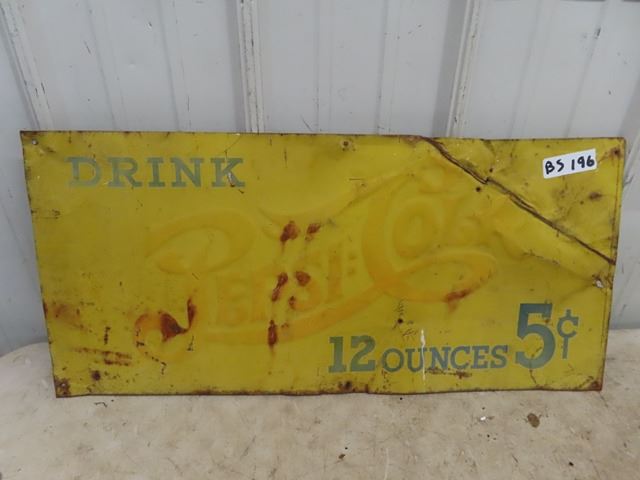 DRINK
BS 196
PEPSI:COLA
12 OUNCES 5¢